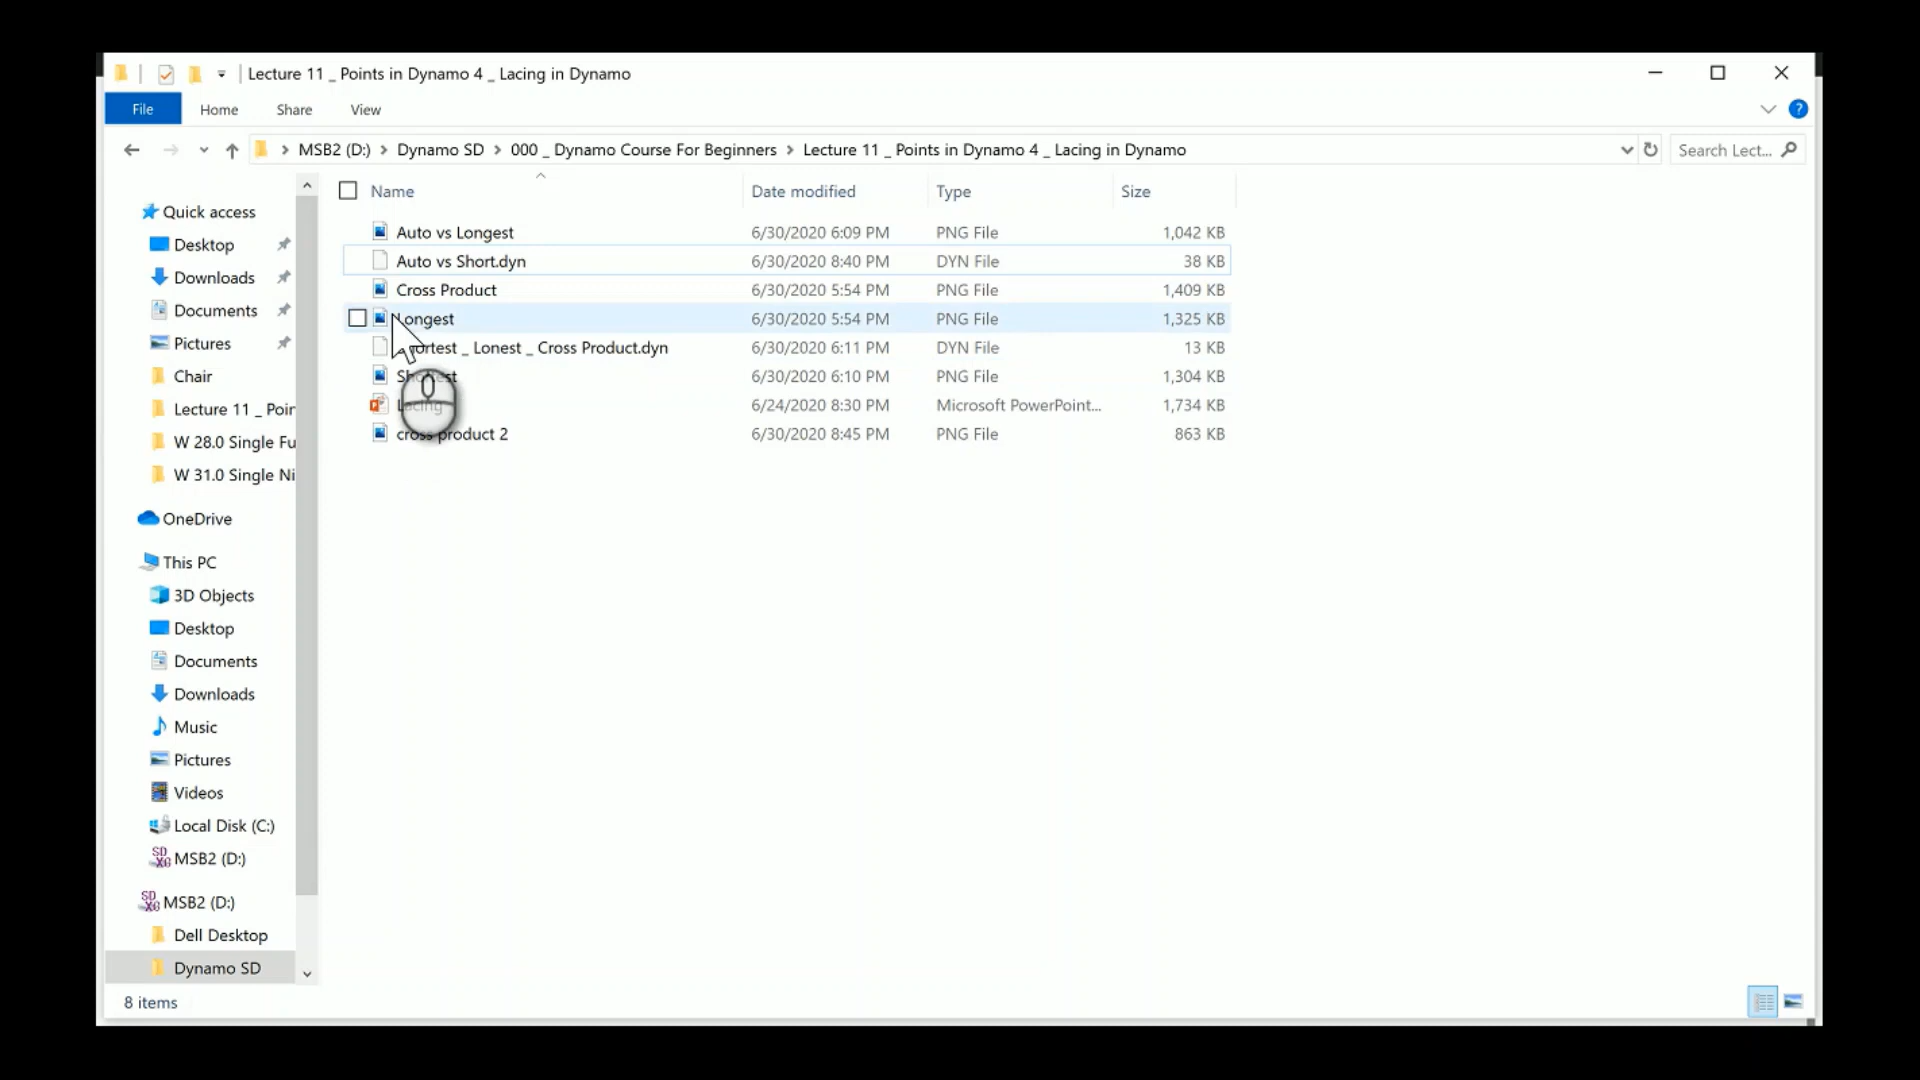 Lecture 11 _ Points in Dynamo 4 _ Lacing in Dynamo
File Home Share View ?
MSB2 (D:) Dynamo SD 000 _ Dynamo Course For Beginners Lecture 11 _ Points in Dynamo 4 _ Lacing in Dynamo Search Lect...
Name Date modified Type Size
Auto vs Longest 6/30/2020 6:09 PM PNG File 1,042 KB
Auto vs Short.dyn 6/30/2020 8:40 PM DYN File 38 KB
Cross Product 6/30/2020 5:54 PM PNG File 1,409 KB
Longest 6/30/2020 5:54 PM PNG File 1,325 KB
Shortest _ Lonest _ Cross Product.dyn 6/30/2020 6:11 PM DYN File 13 KB
Shortest 6/30/2020 6:10 PM PNG File 1,304 KB
Lacing 6/24/2020 8:30 PM Microsoft PowerPoint... 1,734 KB
cross product 2 6/30/2020 8:45 PM PNG File 863 KB
Quick access
Desktop
Downloads
Documents
Pictures
Chair
Lecture 11 _ Poin
W 28.0 Single Fu
W 31.0 Single Ni
OneDrive
This PC
3D Objects
Desktop
Documents
Downloads
Music
Pictures
Videos
Local Disk (C:)
MSB2 (D:)
MSB2 (D:)
Dell Desktop
Dynamo SD
8 items